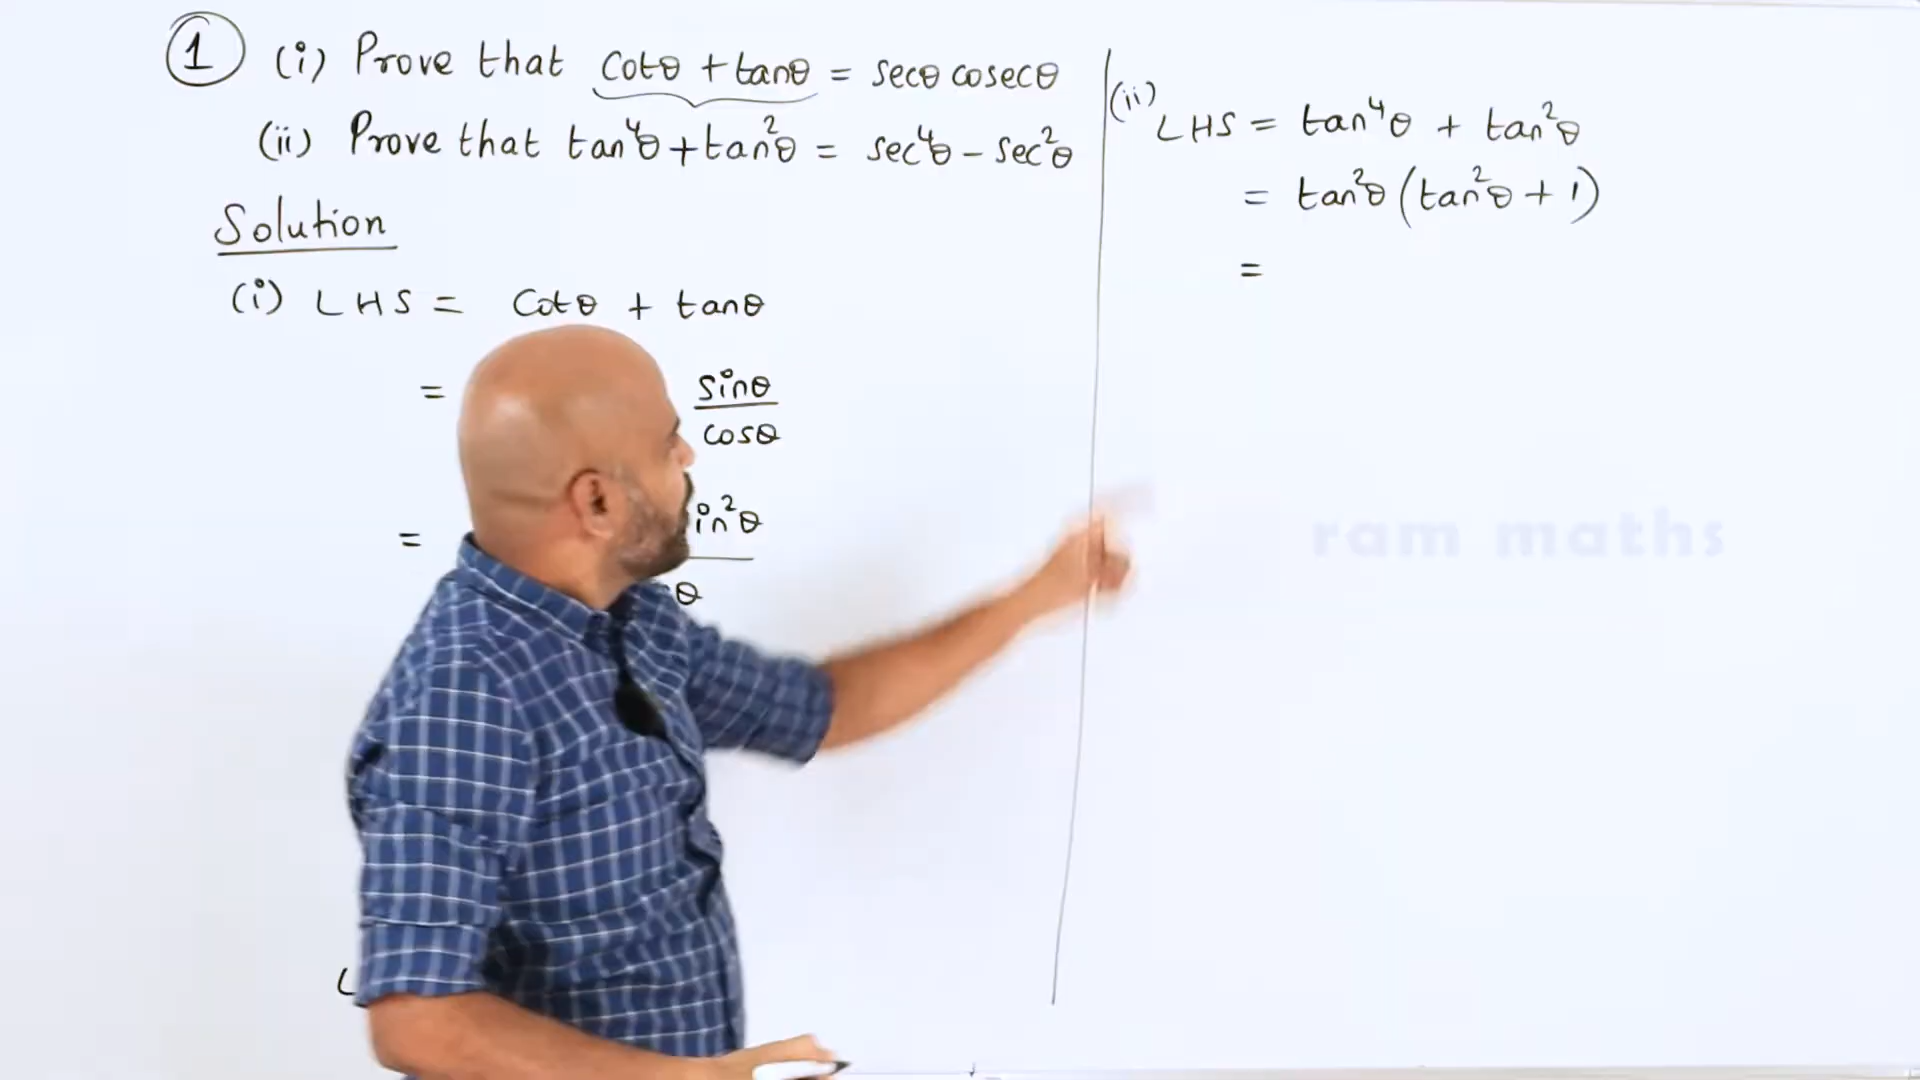 1 (i) Prove that cotθ + tanθ = secθ cosecθ
(ii) Prove that tan⁴θ + tan²θ = sec⁴θ - sec²θ
Solution
(i) LHS = cotθ + tanθ
= sinθ
cosθ
= in²θ
θ
(ii) LHS = tan⁴θ + tan²θ
= tan²θ (tan²θ + 1)
=
ram maths